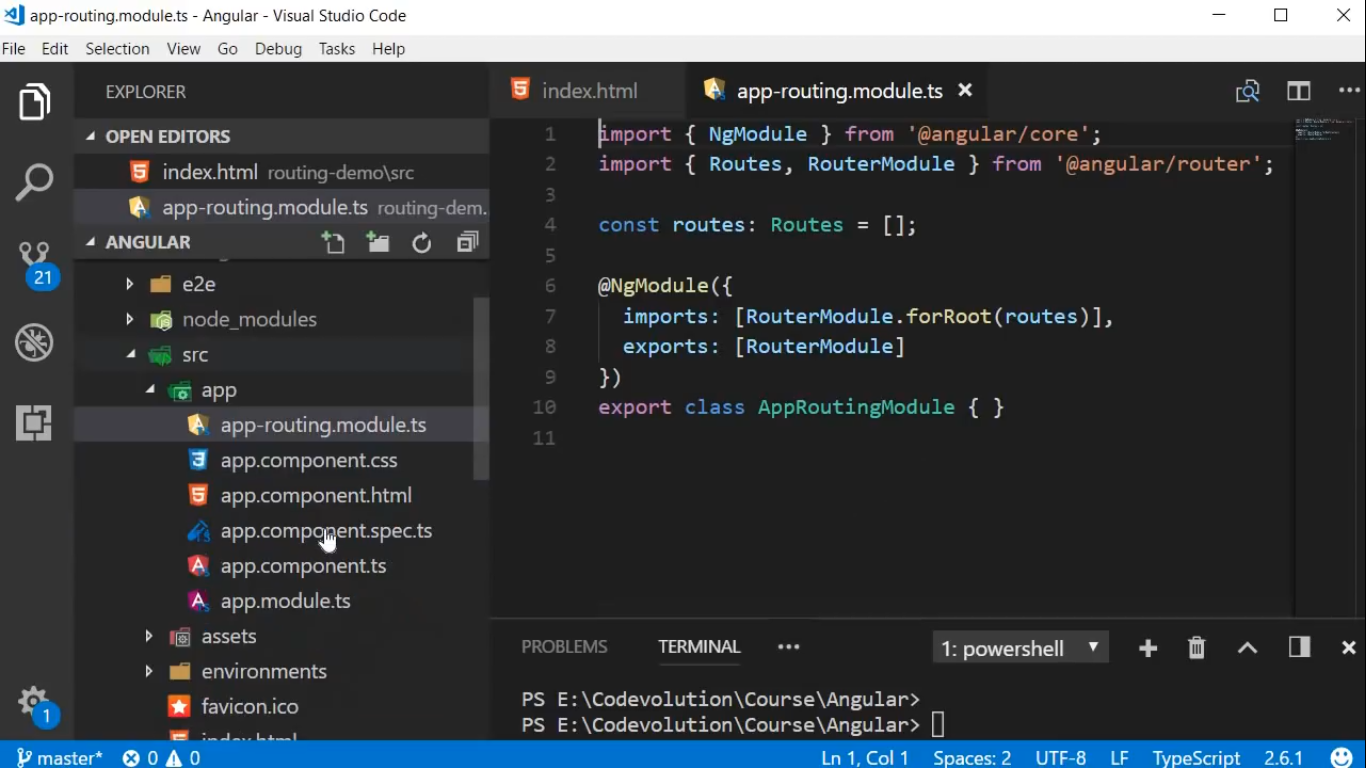 app-routing.module.ts - Angular - Visual Studio Code
File Edit Selection View Go Debug Tasks Help
EXPLORER
OPEN EDITORS
index.html routing-demo\src
app-routing.module.ts routing-dem.
ANGULAR
e2e
node_modules
src
app
app-routing.module.ts
app.component.css
app.component.html
app.component.spec.ts
app.component.ts
app.module.ts
assets
environments
favicon.ico
index.html
21
1
index.html app-routing.module.ts
1 import { NgModule } from '@angular/core';
2 import { Routes, RouterModule } from '@angular/router';
3
4 const routes: Routes = [];
5
6 @NgModule({
7 imports: [RouterModule.forRoot(routes)],
8 exports: [RouterModule]
9 })
10 export class AppRoutingModule { }
11
PROBLEMS TERMINAL ••• 1: powershell
PS E:\Codevolution\Course\Angular>
PS E:\Codevolution\Course\Angular>
master* 0 0 Ln 1, Col 1 Spaces: 2 UTF-8 LF TypeScript 2.6.1